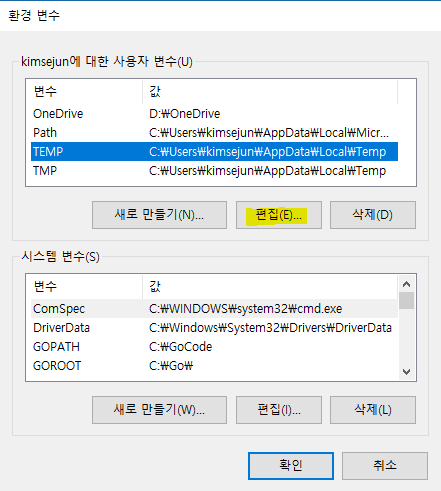 환경 변수
kimsejun에 대한 사용자 변수(U)
변수 값
OneDrive D:₩OneDrive
Path C:₩Users₩kimsejun₩AppData₩Local₩Micr...
TEMP C:₩Users₩kimsejun₩AppData₩Local₩Temp
TMP C:₩Users₩kimsejun₩AppData₩Local₩Temp
새로 만들기(N)... 편집(E)... 삭제(D)
시스템 변수(S)
변수 값
ComSpec C:₩WINDOWS₩system32₩cmd.exe
DriverData C:₩Windows₩System32₩Drivers₩DriverData
GOPATH C:₩GoCode
GOROOT C:₩Go₩
새로 만들기(W)... 편집(I)... 삭제(L)
확인 취소